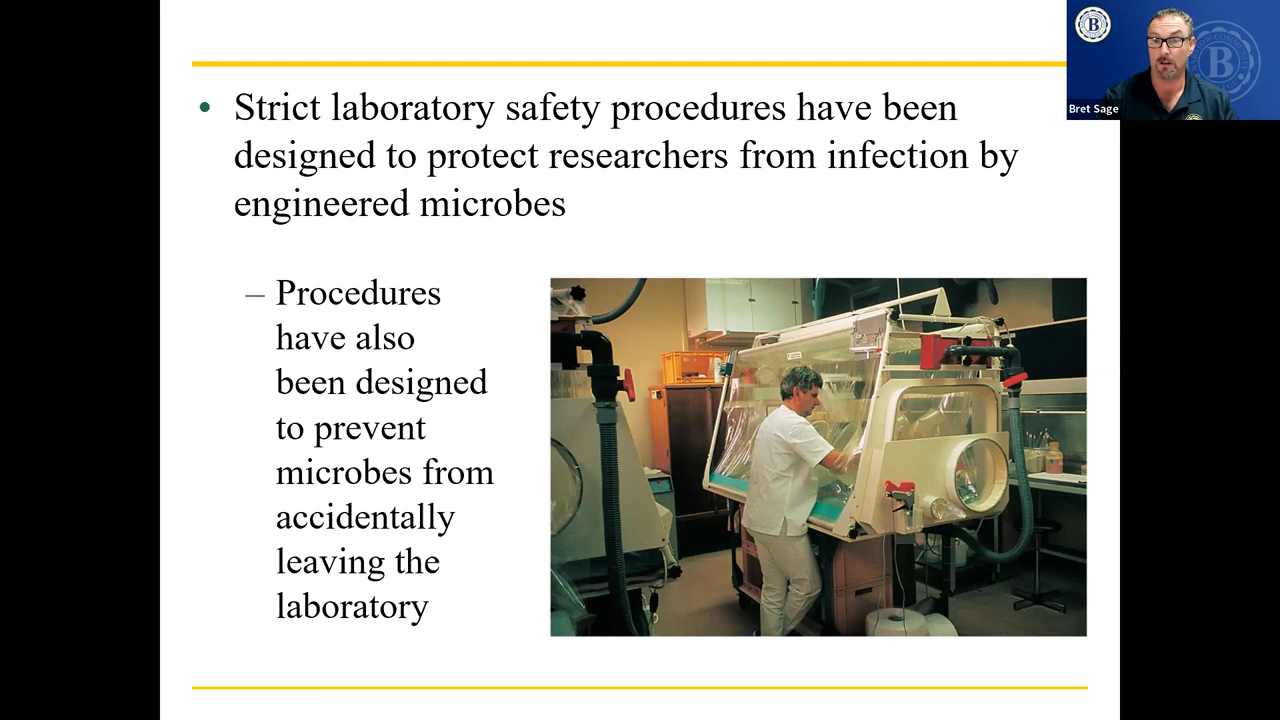 • Strict laboratory safety procedures have been
designed to protect researchers from infection by
engineered microbes
– Procedures
have also
been designed
to prevent
microbes from
accidentally
leaving the
laboratory
B
B
Bret Sage